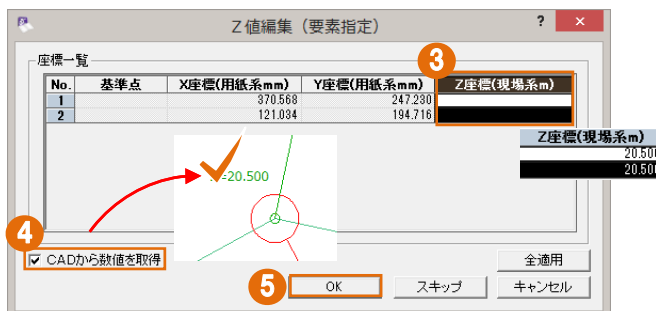 Z値編集（要素指定）
? x
座標一覧
③
No. 基準点 X座標(用紙系mm) Y座標(用紙系mm) Z座標(現場系m)
1 370.568 247.230
2 121.034 194.716
Z座標(現場系m)
20.500
20.500
=20.500
④
CADから数値を取得
全適用
⑤
OK スキップ キャンセル